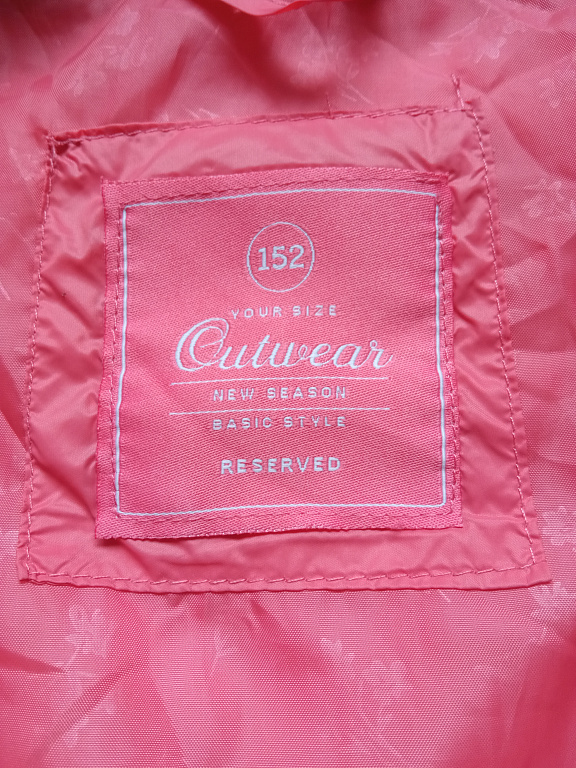 152
YOUR SIZE
Outwear
NEW SEASON
BASIC STYLE
RESERVED